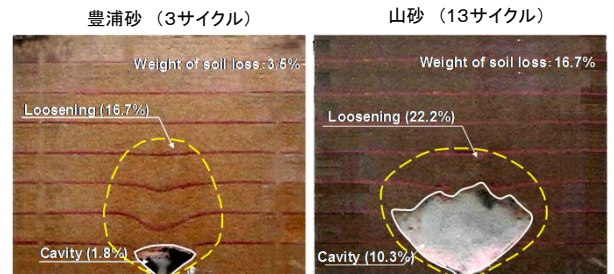 豊浦砂 （３サイクル）
Weight of soil loss:3.5%
Loosening (16.7%)
Cavity (1.8%)
山砂 （１３サイクル）
Weight of soil loss:16.7%
Loosening (22.2%)
Cavity (10.3%)